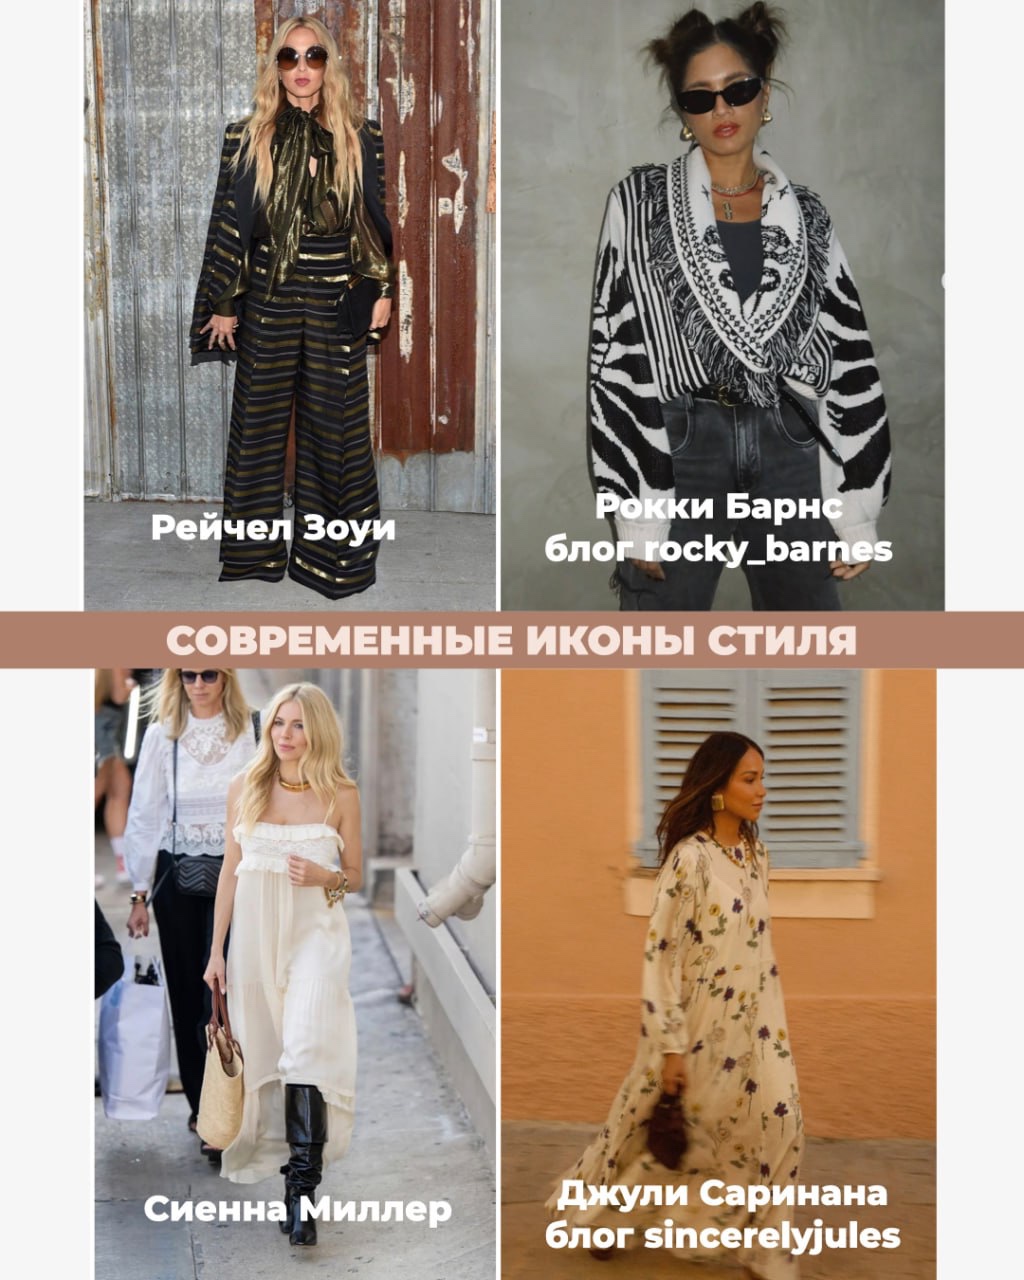 Рейчел Зоуи
Рокки Барнс
блог rocky_barnes
СОВРЕМЕННЫЕ ИКОНЫ СТИЛЯ
Сиенна Миллер
Джули Саринана
блог sincerelyjules